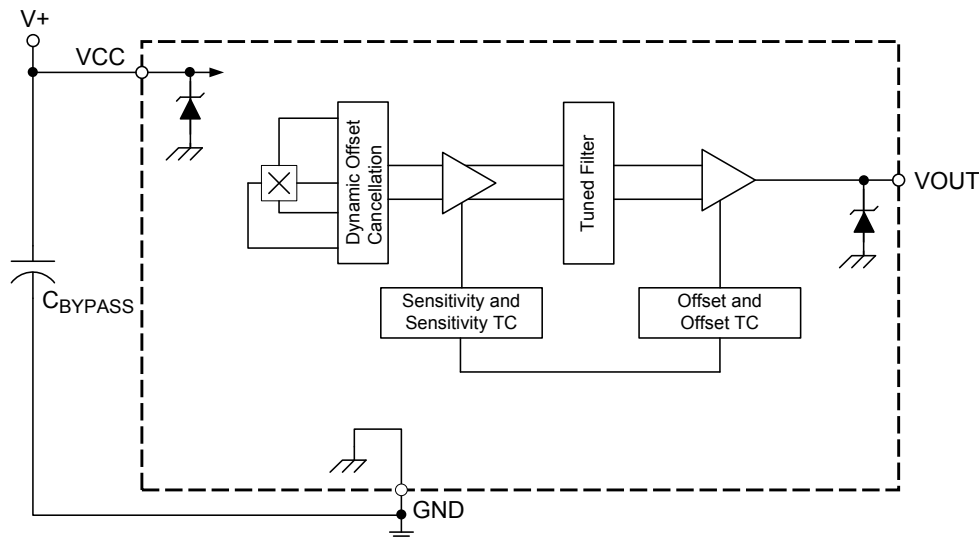 V+
VCC
Dynamic Offset
Cancellation
Tuned Filter
VOUT
CBYPASS
Sensitivity and
Sensitivity TC
Offset and
Offset TC
GND